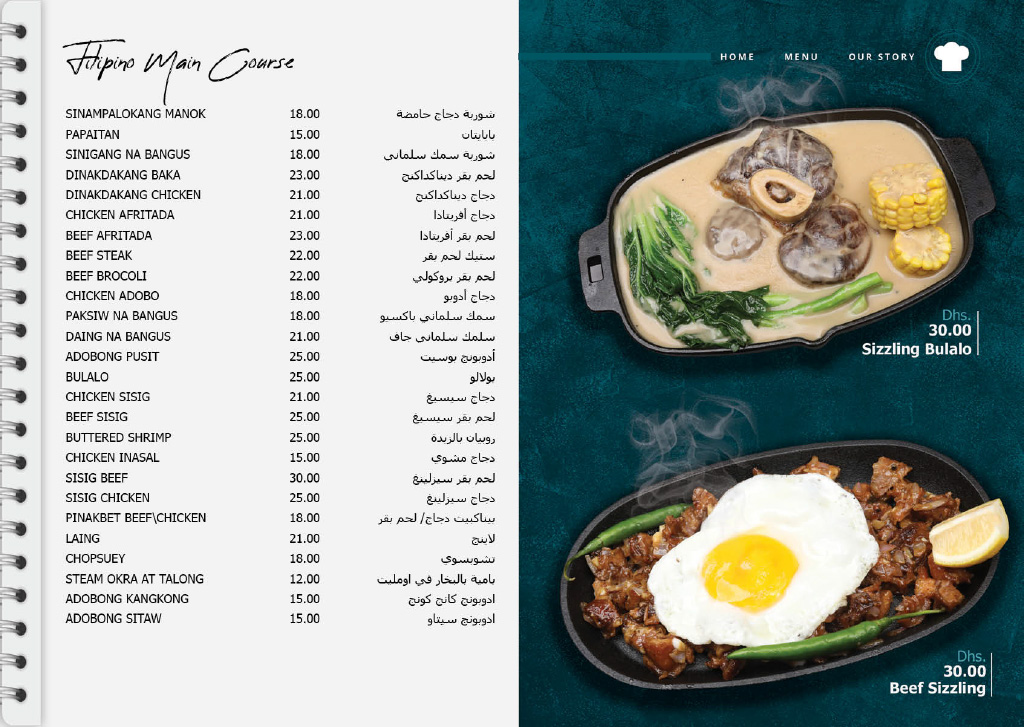 Filipino Main Course
SINAMPALOKANG MANOK 18.00 شوربة دجاج حامضة
PAPAITAN 15.00 بابايتان
SINIGANG NA BANGUS 18.00 شوربة سمك سلماني
DINAKDAKANG BAKA 23.00 لحم بقر ديناكداكنج
DINAKDAKANG CHICKEN 21.00 دجاج ديناكداكنج
CHICKEN AFRITADA 21.00 دجاج أفريتادا
BEEF AFRITADA 23.00 لحم بقر أفريتادا
BEEF STEAK 22.00 ستيك لحم بقر
BEEF BROCOLI 22.00 لحم بقر بروكولي
CHICKEN ADOBO 18.00 دجاج أدوبو
PAKSIW NA BANGUS 18.00 سمك سلماني باكسيو
DAING NA BANGUS 21.00 سلمك سلماني جاف
ADOBONG PUSIT 25.00 أدوبونج بوسيت
BULALO 25.00 بولالو
CHICKEN SISIG 21.00 دجاج سيسيغ
BEEF SISIG 25.00 لحم بقر سيسيغ
BUTTERED SHRIMP 25.00 روبيان بالزبدة
CHICKEN INASAL 15.00 دجاج مشوي
SISIG BEEF 30.00 لحم بقر سيزلينغ
SISIG CHICKEN 25.00 دجاج سيزلينغ
PINAKBET BEEF\CHICKEN 18.00 بيناكبيت دجاج/ لحم بقر
LAING 21.00 لاينج
CHOPSUEY 18.00 تشوبسوي
STEAM OKRA AT TALONG 12.00 بامية بالبخار في اومليت
ADOBONG KANGKONG 15.00 ادوبونج كانج كونج
ADOBONG SITAW 15.00 ادوبونج سيتاو
HOME MENU OUR STORY
Dhs.
30.00
Sizzling Bulalo
Dhs.
30.00
Beef Sizzling